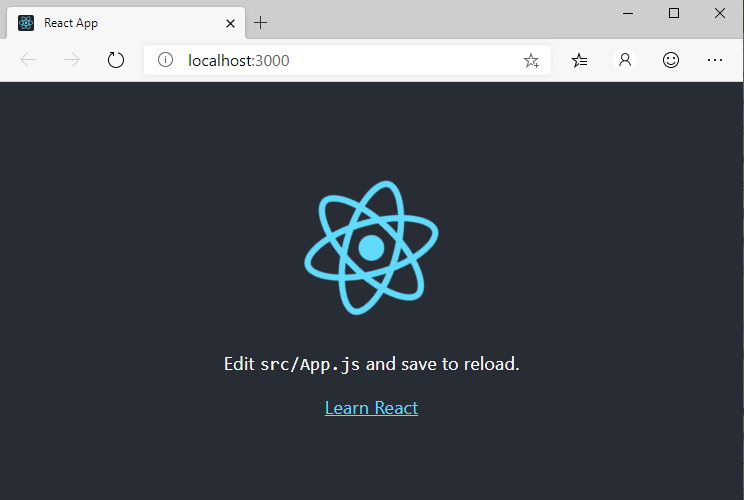 React App
localhost:3000
Edit src/App.js and save to reload.
Learn React